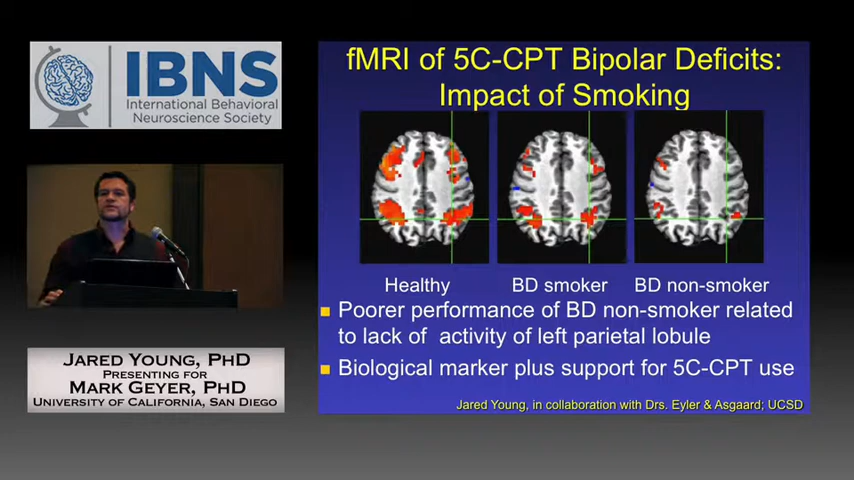 IBNS
International Behavioral
Neuroscience Society
JARED YOUNG, PHD
PRESENTING FOR
MARK GEYER, PHD
UNIVERSITY OF CALIFORNIA, SAN DIEGO
fMRI of 5C-CPT Bipolar Deficits:
Impact of Smoking
Healthy
BD smoker
BD non-smoker
Poorer performance of BD non-smoker related
to lack of activity of left parietal lobule
Biological marker plus support for 5C-CPT use
Jared Young, in collaboration with Drs. Eyler & Asgaard; UCSD